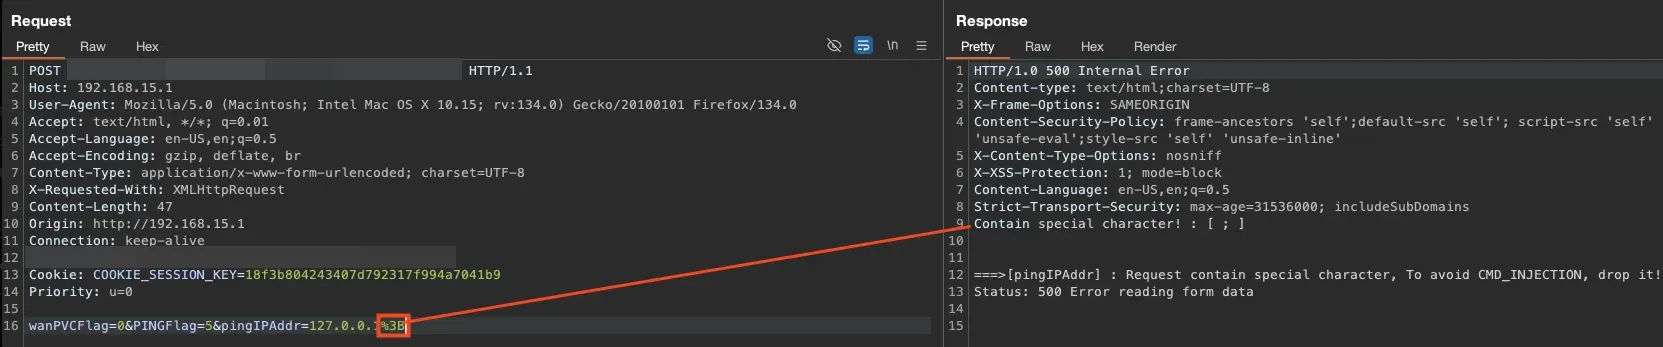 Request
Pretty Raw Hex \n
1 POST HTTP/1.1
2 Host: 192.168.15.1
3 User-Agent: Mozilla/5.0 (Macintosh; Intel Mac OS X 10.15; rv:134.0) Gecko/20100101 Firefox/134.0
4 Accept: text/html, */*; q=0.01
5 Accept-Language: en-US,en;q=0.5
6 Accept-Encoding: gzip, deflate, br
7 Content-Type: application/x-www-form-urlencoded; charset=UTF-8
8 X-Requested-With: XMLHttpRequest
9 Content-Length: 47
10 Origin: http://192.168.15.1
11 Connection: keep-alive
12
13 Cookie: COOKIE_SESSION_KEY=18f3b804243407d792317f994a7041b9
14 Priority: u=0
15
16 wanPVCFlag=0&PINGFlag=5&pingIPAddr=127.0.0.1%3B
Response
Pretty Raw Hex Render
1 HTTP/1.0 500 Internal Error
2 Content-type: text/html;charset=UTF-8
3 X-Frame-Options: SAMEORIGIN
4 Content-Security-Policy: frame-ancestors 'self';default-src 'self'; script-src 'self'
'unsafe-eval';style-src 'self' 'unsafe-inline'
5 X-Content-Type-Options: nosniff
6 X-XSS-Protection: 1; mode=block
7 Content-Language: en-US,en;q=0.5
8 Strict-Transport-Security: max-age=31536000; includeSubDomains
9 Contain special character! : [ ; ]
10
11
12 ===>[pingIPAddr] : Request contain special character, To avoid CMD_INJECTION, drop it!
13 Status: 500 Error reading form data
14
15